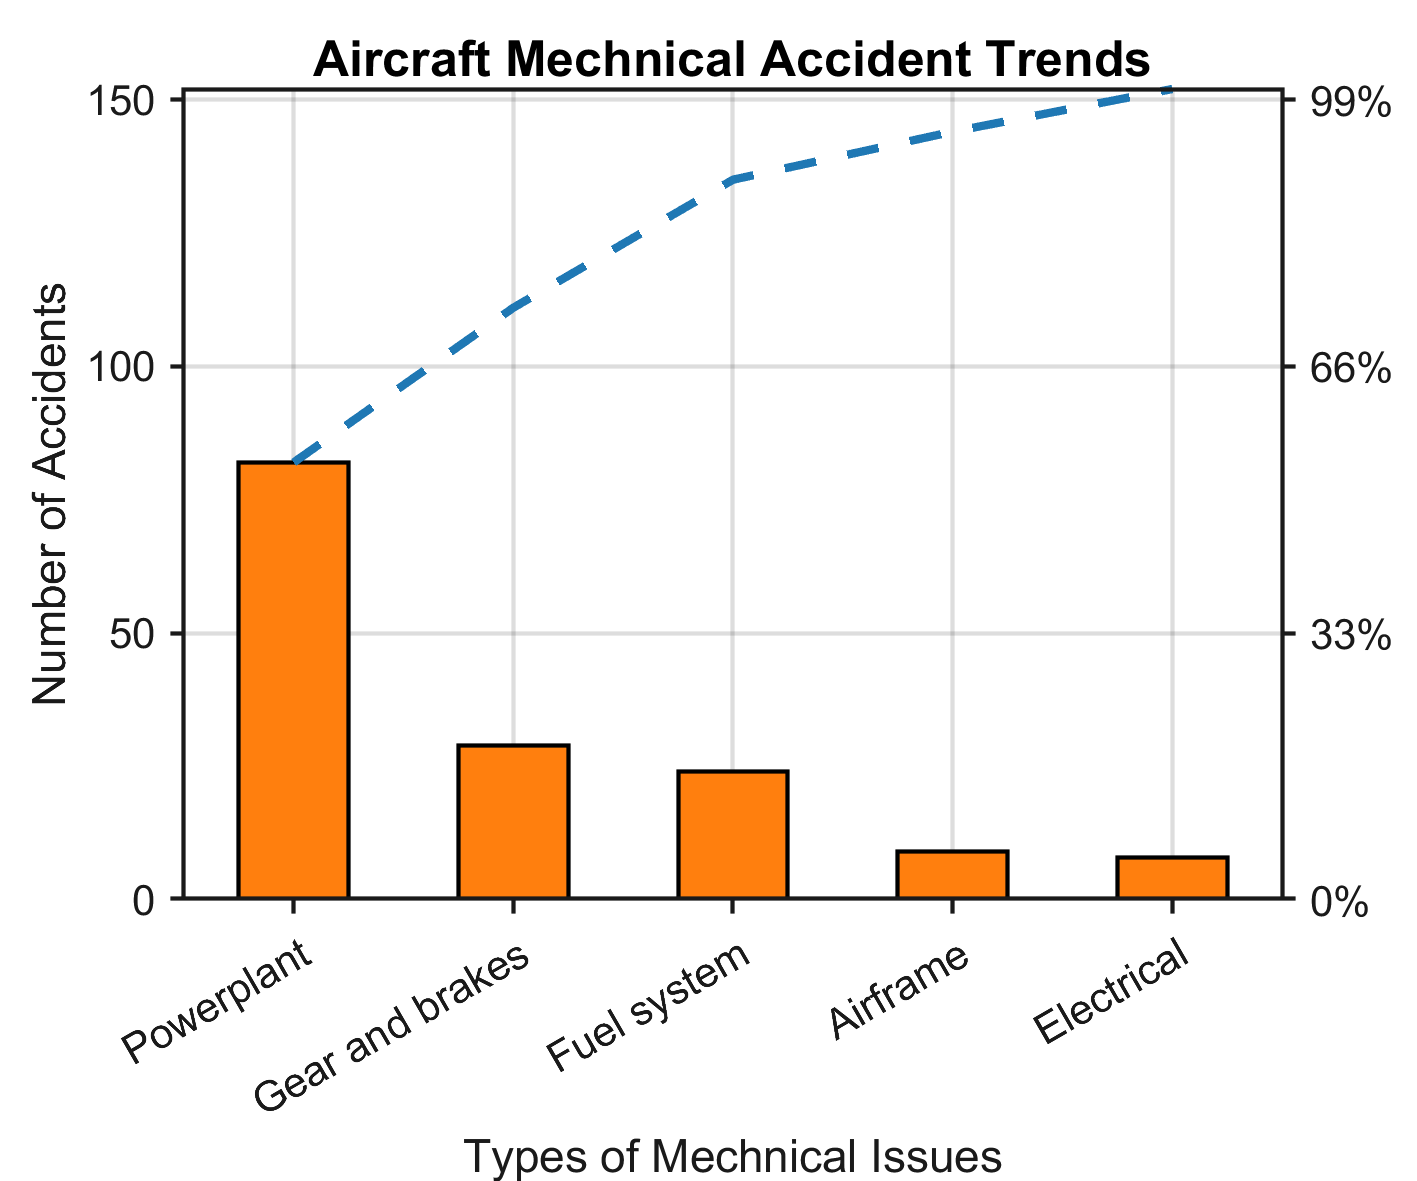 Aircraft Mechnical Accident Trends
150
100
50
0
99%
66%
33%
0%
Number of Accidents
Powerplant
Gear and brakes
Fuel system
Airframe
Electrical
Types of Mechnical Issues